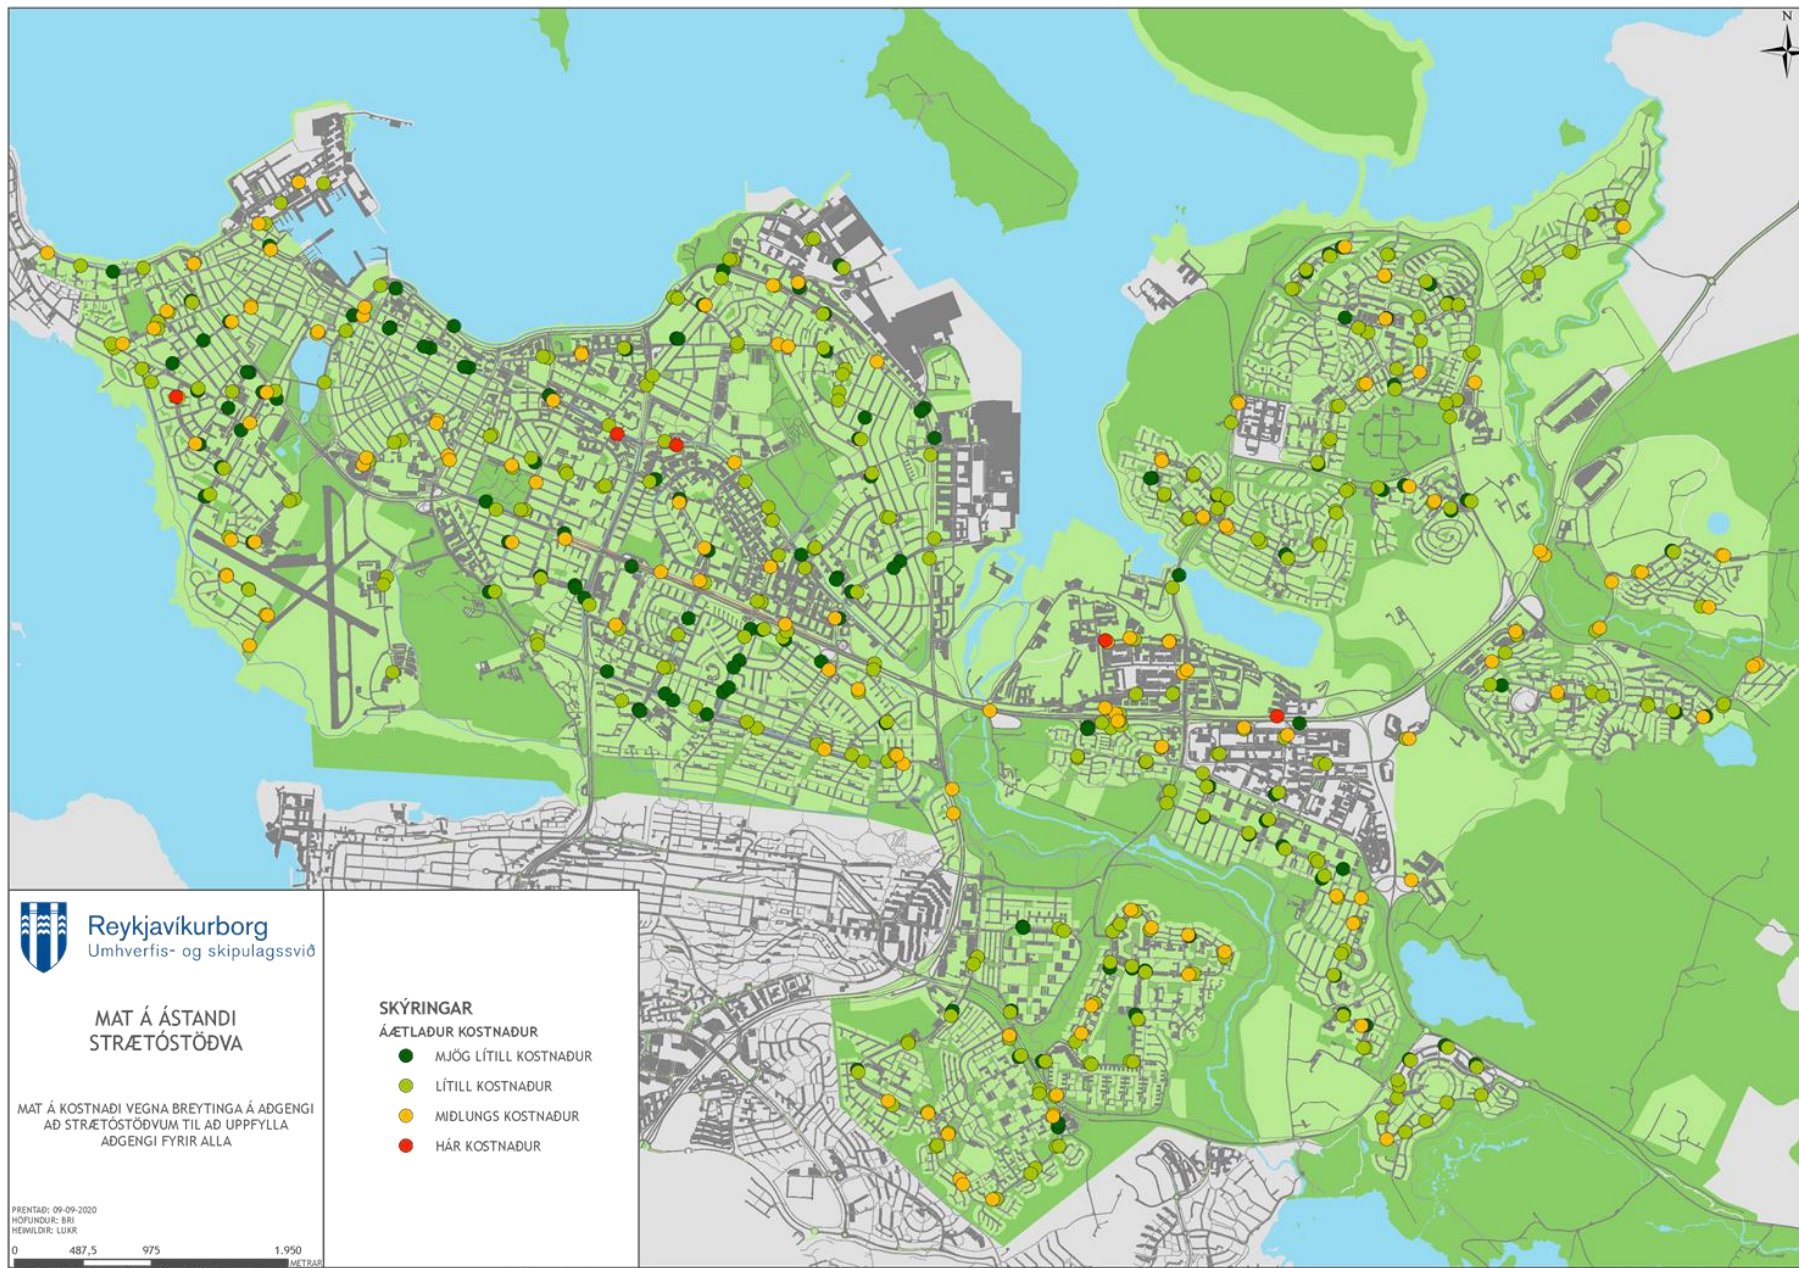 N
Reykjavíkurborg
Umhverfis- og skipulagssvið
MAT Á ÁSTANDI
STRÆTÓSTÖÐVA
MAT Á KOSTNAÐI VEGNA BREYTINGA Á AÐGENGI
AÐ STRÆTÓSTÖÐVUM TIL AÐ UPPFYLLA
AÐGENGI FYRIR ALLA
PRENTAÐ: 09-09-2020
HÖFUNDUR: BRI
HEIMILDIR: LUKR
0 487,5 975 1.950
METRAR
SKÝRINGAR
ÁÆTLAÐUR KOSTNAÐUR
MJÖG LÍTILL KOSTNAÐUR
LÍTILL KOSTNAÐUR
MIÐLUNGS KOSTNAÐUR
HÁR KOSTNAÐUR